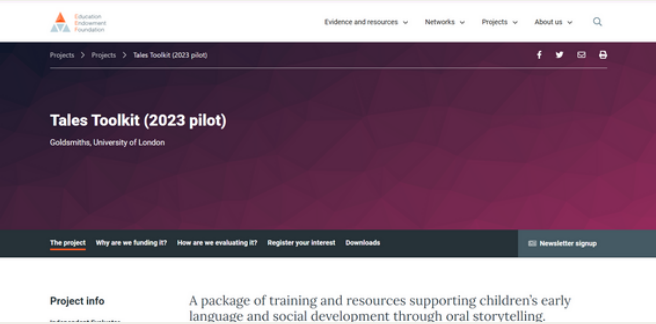 Education
Endowment
Foundation
Evidence and resources
Networks
Projects
About us
Projects > Projects > Tales Toolkit (2023 pilot)
Tales Toolkit (2023 pilot)
Goldsmiths, University of London
The project
Why are we funding it?
How are we evaluating it?
Register your interest
Downloads
Newsletter signup
Project info
A package of training and resources supporting children's early
language and social development through oral storytelling.
Independent Evaluator